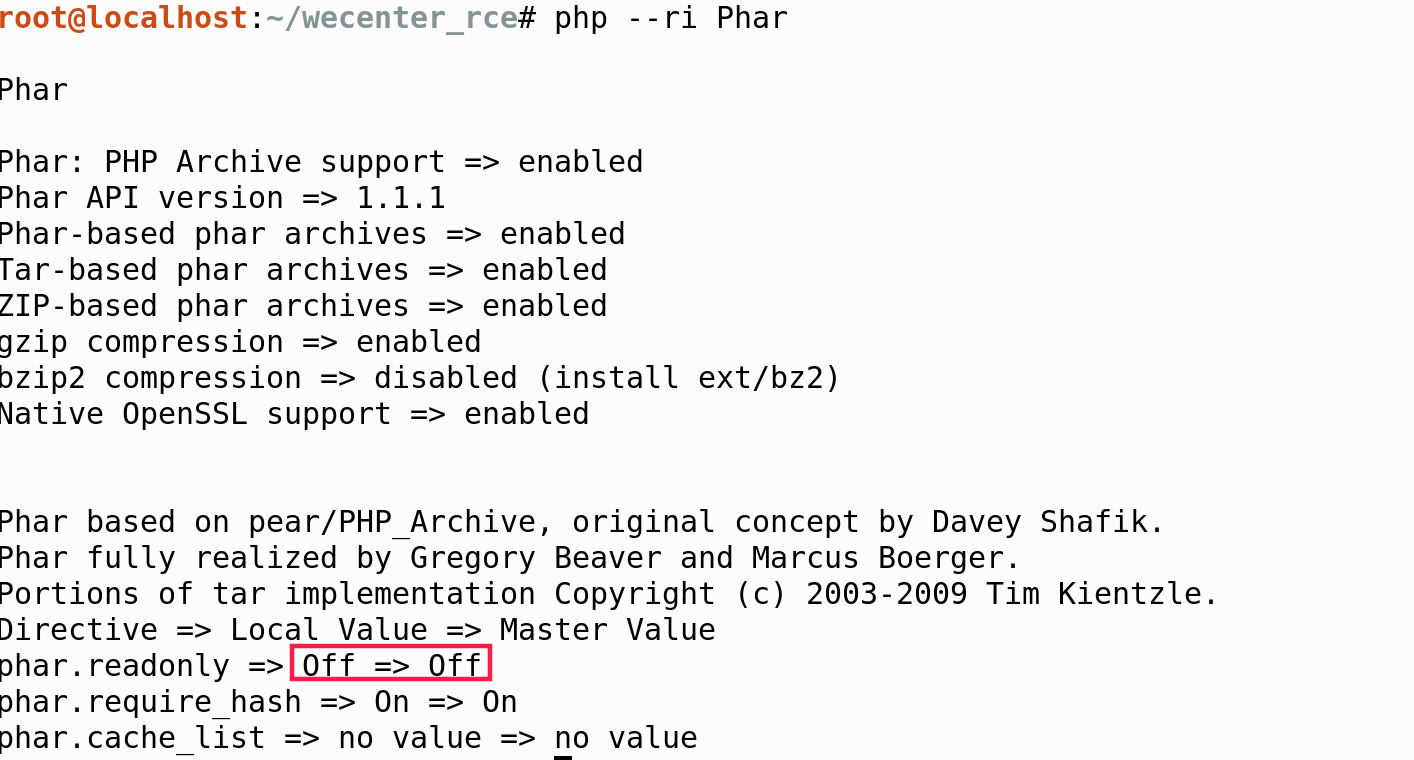 root@localhost:~/wecenter_rce# php --ri Phar
Phar
Phar: PHP Archive support => enabled
Phar API version => 1.1.1
Phar-based phar archives => enabled
Tar-based phar archives => enabled
ZIP-based phar archives => enabled
gzip compression => enabled
bzip2 compression => disabled (install ext/bz2)
Native OpenSSL support => enabled
Phar based on pear/PHP_Archive, original concept by Davey Shafik.
Phar fully realized by Gregory Beaver and Marcus Boerger.
Portions of tar implementation Copyright (c) 2003-2009 Tim Kientzle.
Directive => Local Value => Master Value
phar.readonly => Off => Off
phar.require_hash => On => On
phar.cache_list => no value => no value